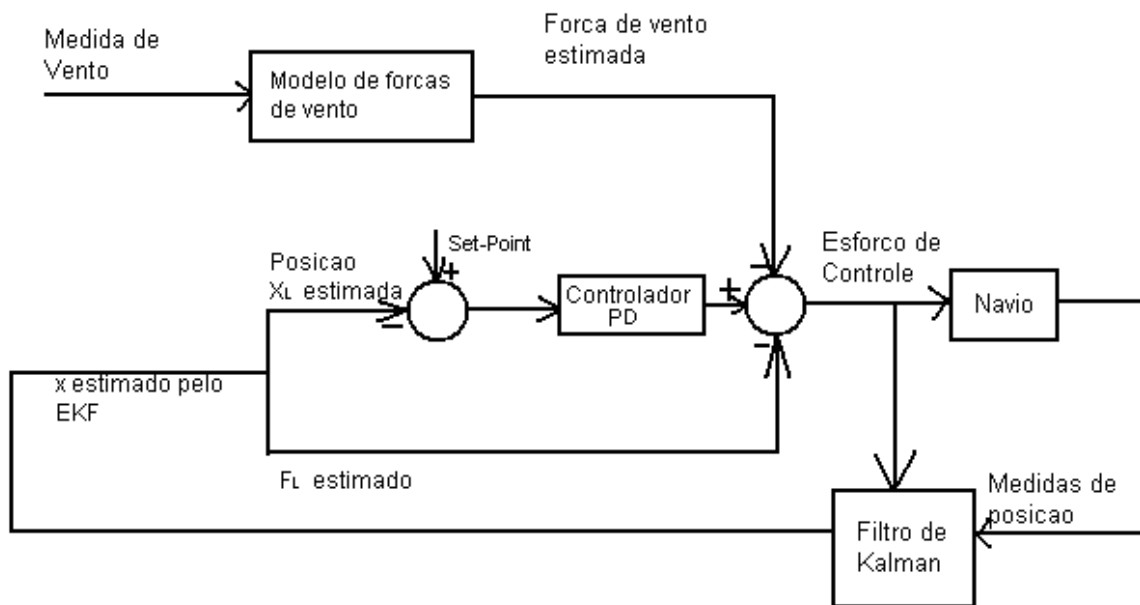 Medida de
Vento
Modelo de forcas
de vento
Forca de vento
estimada
Set-Point
+
Posicao
XL estimada
−
Controlador
PD
+
−
−
Esforco de
Controle
Navio
x estimado pelo
EKF
FL estimado
Medidas de
posicao
Filtro de
Kalman